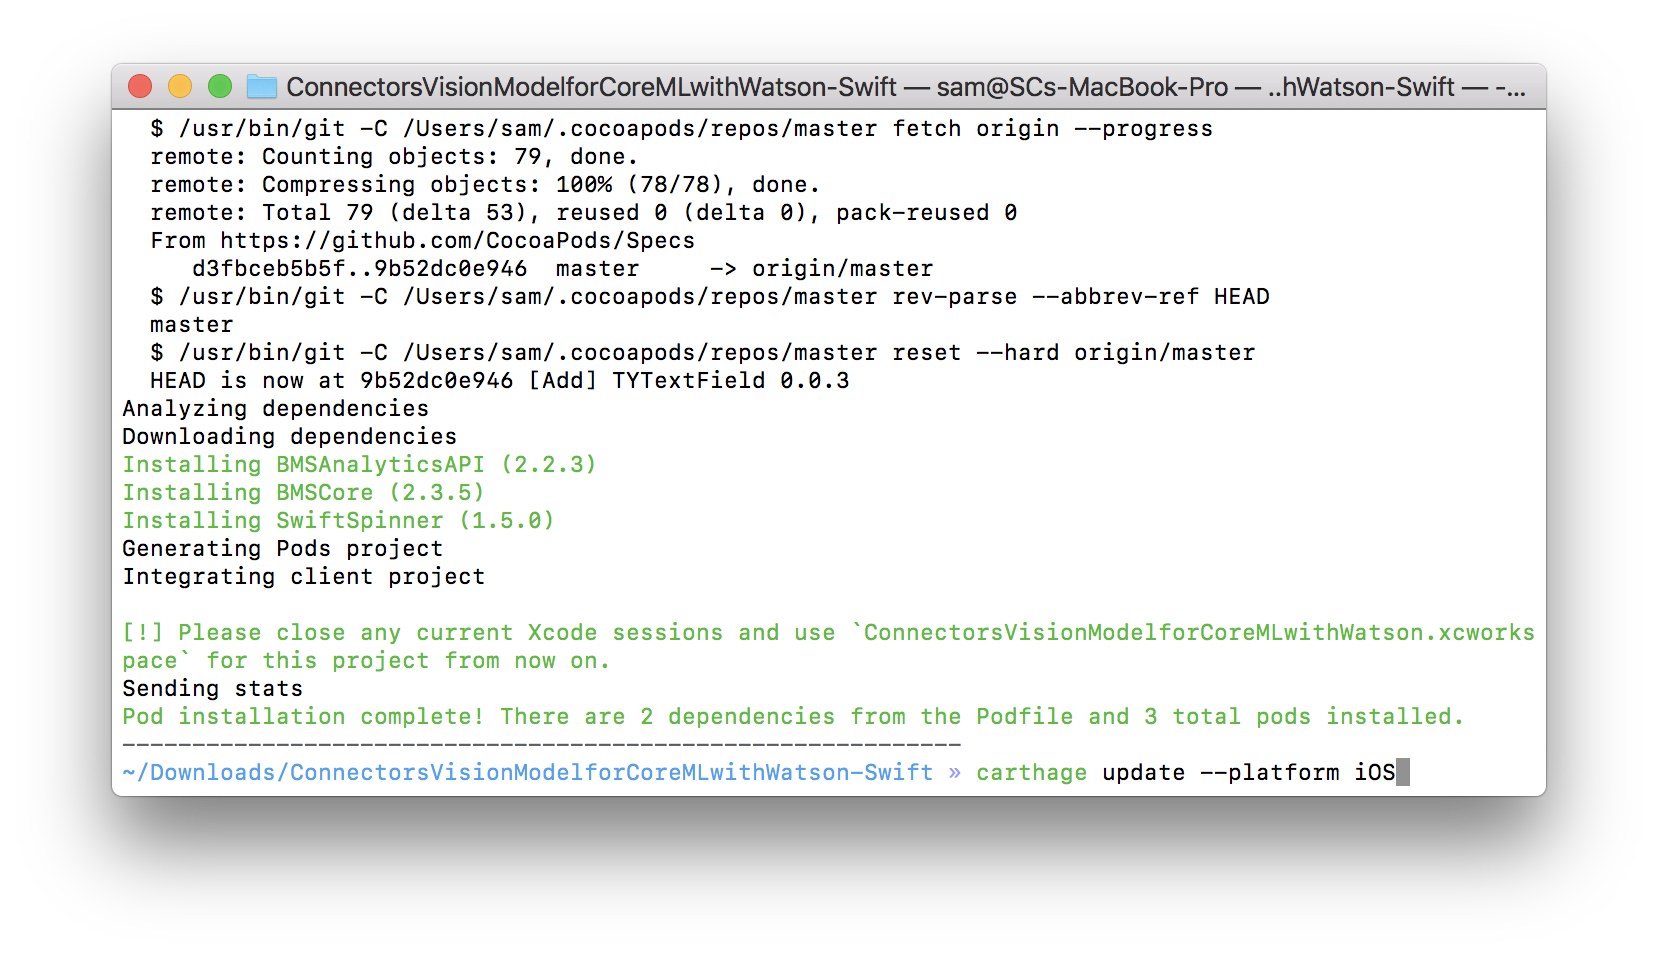 ConnectorsVisionModelforCoreMLwithWatson-Swift — sam@SCs-MacBook-Pro — ..hWatson-Swift — -...
$ /usr/bin/git -C /Users/sam/.cocoapods/repos/master fetch origin --progress
remote: Counting objects: 79, done.
remote: Compressing objects: 100% (78/78), done.
remote: Total 79 (delta 53), reused 0 (delta 0), pack-reused 0
From https://github.com/CocoaPods/Specs
d3fbceb5b5f..9b52dc0e946  master     -> origin/master
$ /usr/bin/git -C /Users/sam/.cocoapods/repos/master rev-parse --abbrev-ref HEAD
master
$ /usr/bin/git -C /Users/sam/.cocoapods/repos/master reset --hard origin/master
HEAD is now at 9b52dc0e946 [Add] TYTextField 0.0.3
Analyzing dependencies
Downloading dependencies
Installing BMSAnalyticsAPI (2.2.3)
Installing BMSCore (2.3.5)
Installing SwiftSpinner (1.5.0)
Generating Pods project
Integrating client project
[!] Please close any current Xcode sessions and use `ConnectorsVisionModelforCoreMLwithWatson.xcworks
pace` for this project from now on.
Sending stats
Pod installation complete! There are 2 dependencies from the Podfile and 3 total pods installed.
------------------------------------------------------------
~/Downloads/ConnectorsVisionModelforCoreMLwithWatson-Swift » carthage update --platform iOS